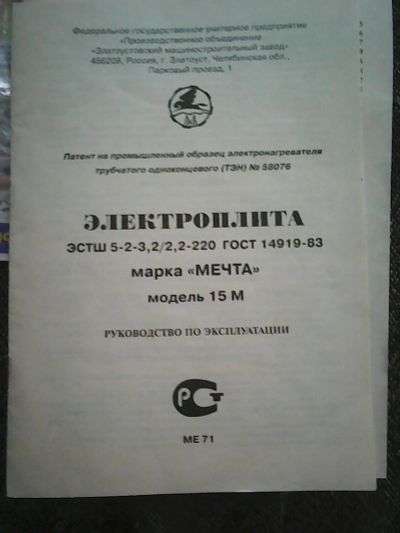 Федеральное государственное унитарное предприятие
«Производственное объединение
«Златоустовский машиностроительный завод»
456208, Россия, г. Златоуст, Челябинской обл.,
Парковый проезд, 1
Патент на промышленный образец электронагревателя
трубчатого одноконцевого (ТЭН) № 58076
ЭЛЕКТРОПЛИТА
ЭСТШ 5-2-3,2/2,2-220 ГОСТ 14919-83
марка «МЕЧТА»
модель 15 М
РУКОВОДСТВО ПО ЭКСПЛУАТАЦИИ
РСТ
МЕ 71